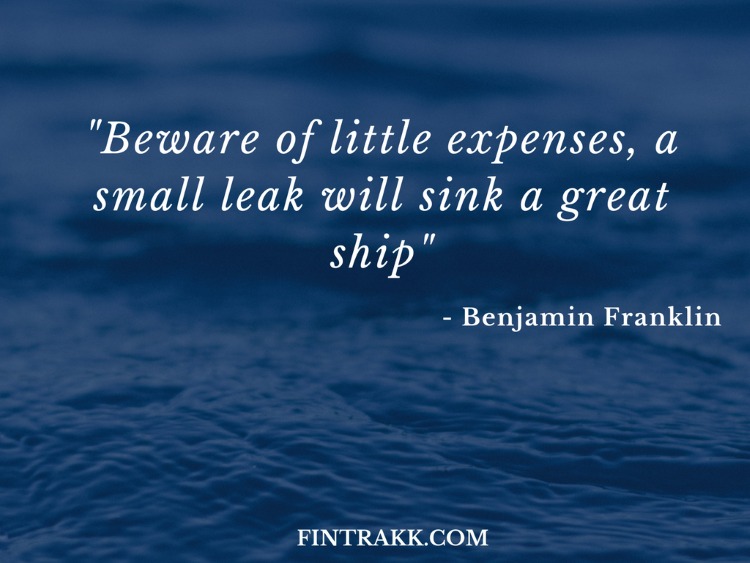 "Beware of little expenses, a
small leak will sink a great
ship"
- Benjamin Franklin
FINTRAKK.COM